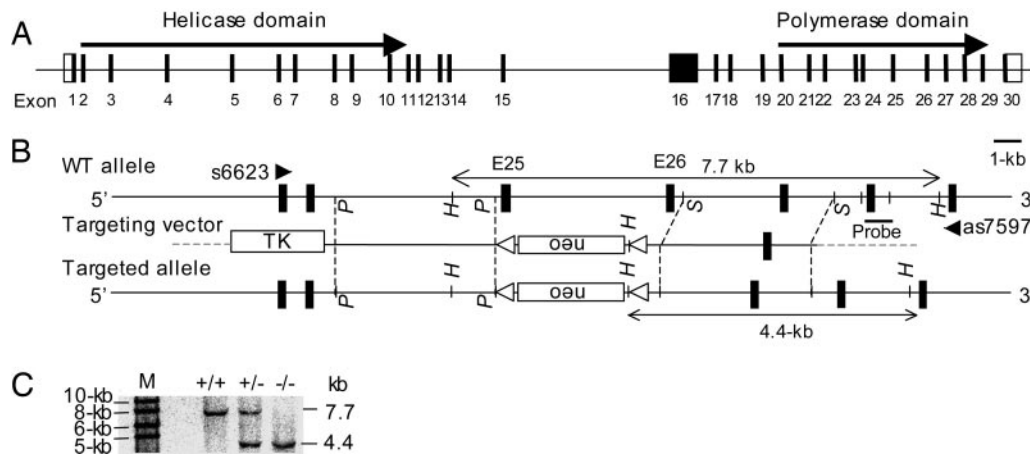 A
Helicase domain
Polymerase domain
Exon 1 2 3 4 5 6 7 8 9 10 11 12 13 14 15 16 17 18 19 20 21 22 23 24 25 26 27 28 29 30
B
WT allele
s6623
E25
E26
7.7 kb
1-kb
5’
3
P
H
P
S
S
H
Probe
as7597
Targeting vector
TK
neo
H
Targeted allele
H
H
5’
3
P
P
neo
4.4-kb
C
M +/+ +/- -/- kb
10-kb
8-kb
6-kb
5-kb
7.7
4.4